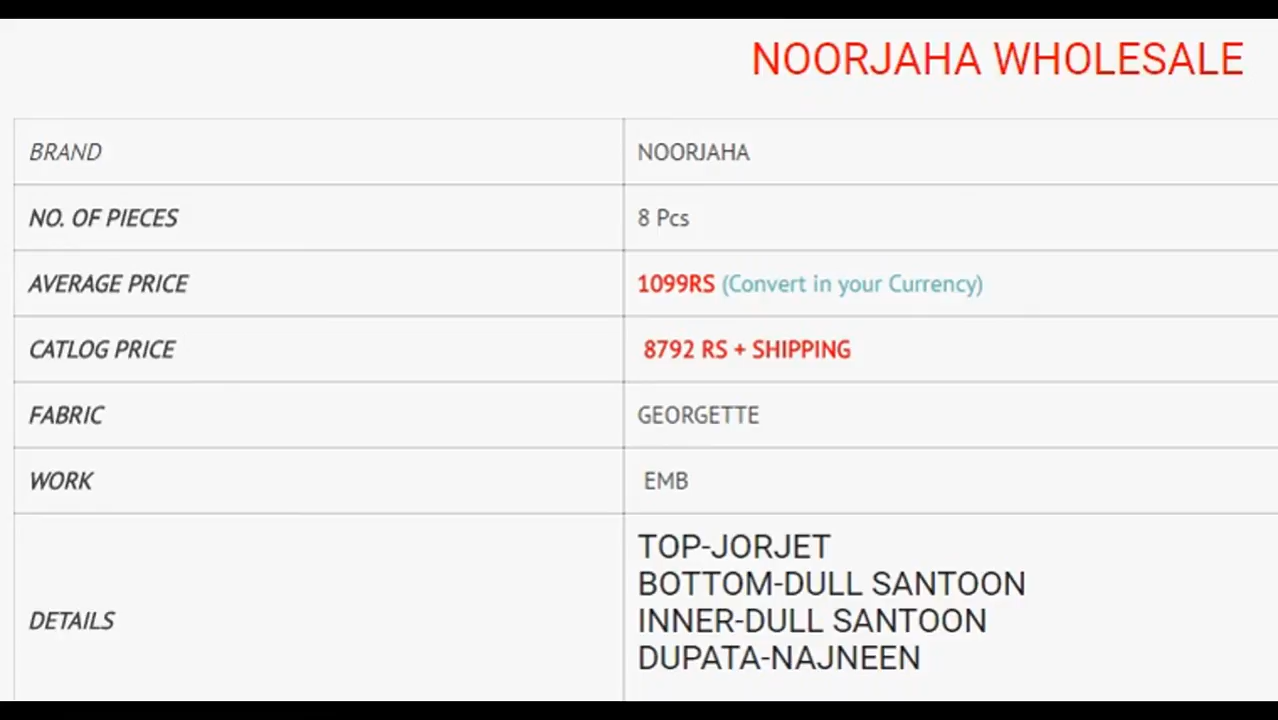 NOORJAHA WHOLESALE
BRAND NOORJAHA
NO. OF PIECES 8 Pcs
AVERAGE PRICE 1099RS (Convert in your Currency)
CATLOG PRICE 8792 RS + SHIPPING
FABRIC GEORGETTE
WORK EMB
DETAILS TOP-JORJET
BOTTOM-DULL SANTOON
INNER-DULL SANTOON
DUPATA-NAJNEEN